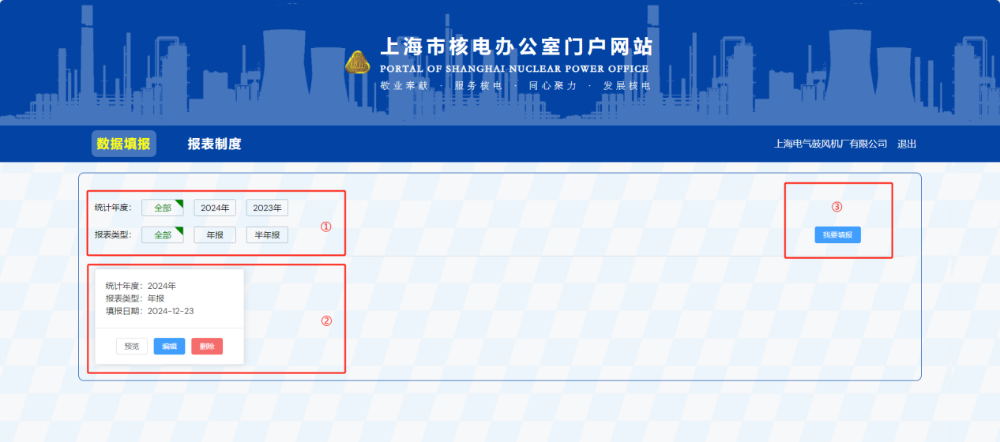 上海市核电办公室门户网站
PORTAL OF SHANGHAI NUCLEAR POWER OFFICE
敬业奉献 · 服务核电 · 同心聚力 · 发展核电
数据填报 报表制度 上海电气鼓风机厂有限公司 退出
统计年度： 全部 2024年 2023年
①
报表类型： 全部 年报 半年报
③
我要填报
统计年度：2024年
报表类型：年报
填报日期：2024-12-23
②
预览 编辑 删除